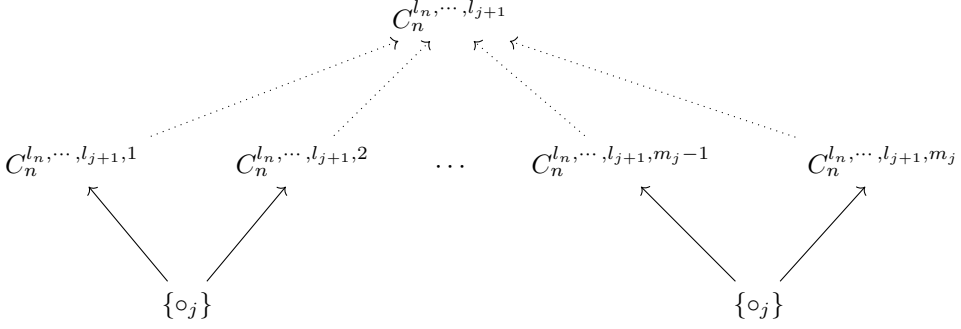 $C_n^{l_n,\cdots,l_{j+1}}$
$C_n^{l_n,\cdots,l_{j+1},1}$ $C_n^{l_n,\cdots,l_{j+1},2}$ $\cdots$ $C_n^{l_n,\cdots,l_{j+1},m_j-1}$ $C_n^{l_n,\cdots,l_{j+1},m_j}$
$\{\circ_j\}$ $\{\circ_j\}$